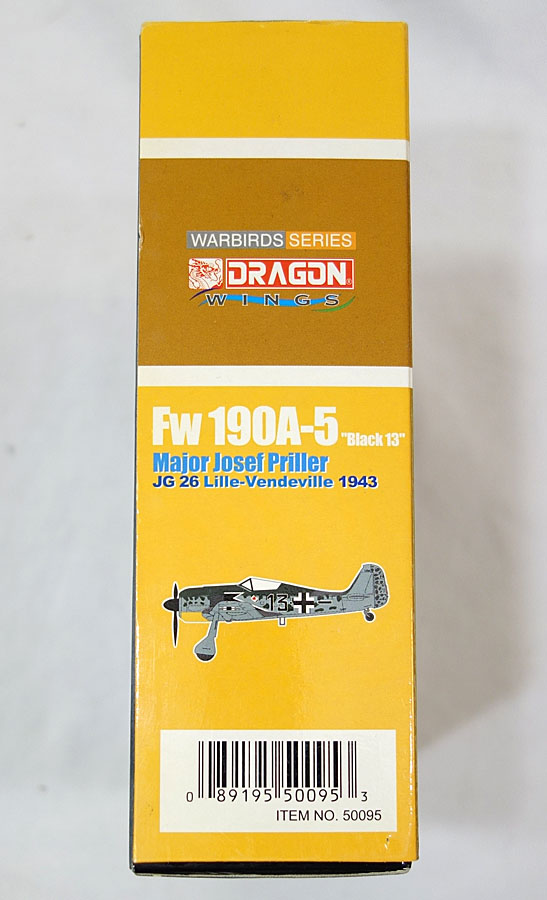 WARBIRDS SERIES
DRAGON
WINGS
Fw 190A-5 "Black 13"
Major Josef Priller
JG 26 Lille-Vendeville 1943
13
0 89195 50095 3
ITEM NO. 50095